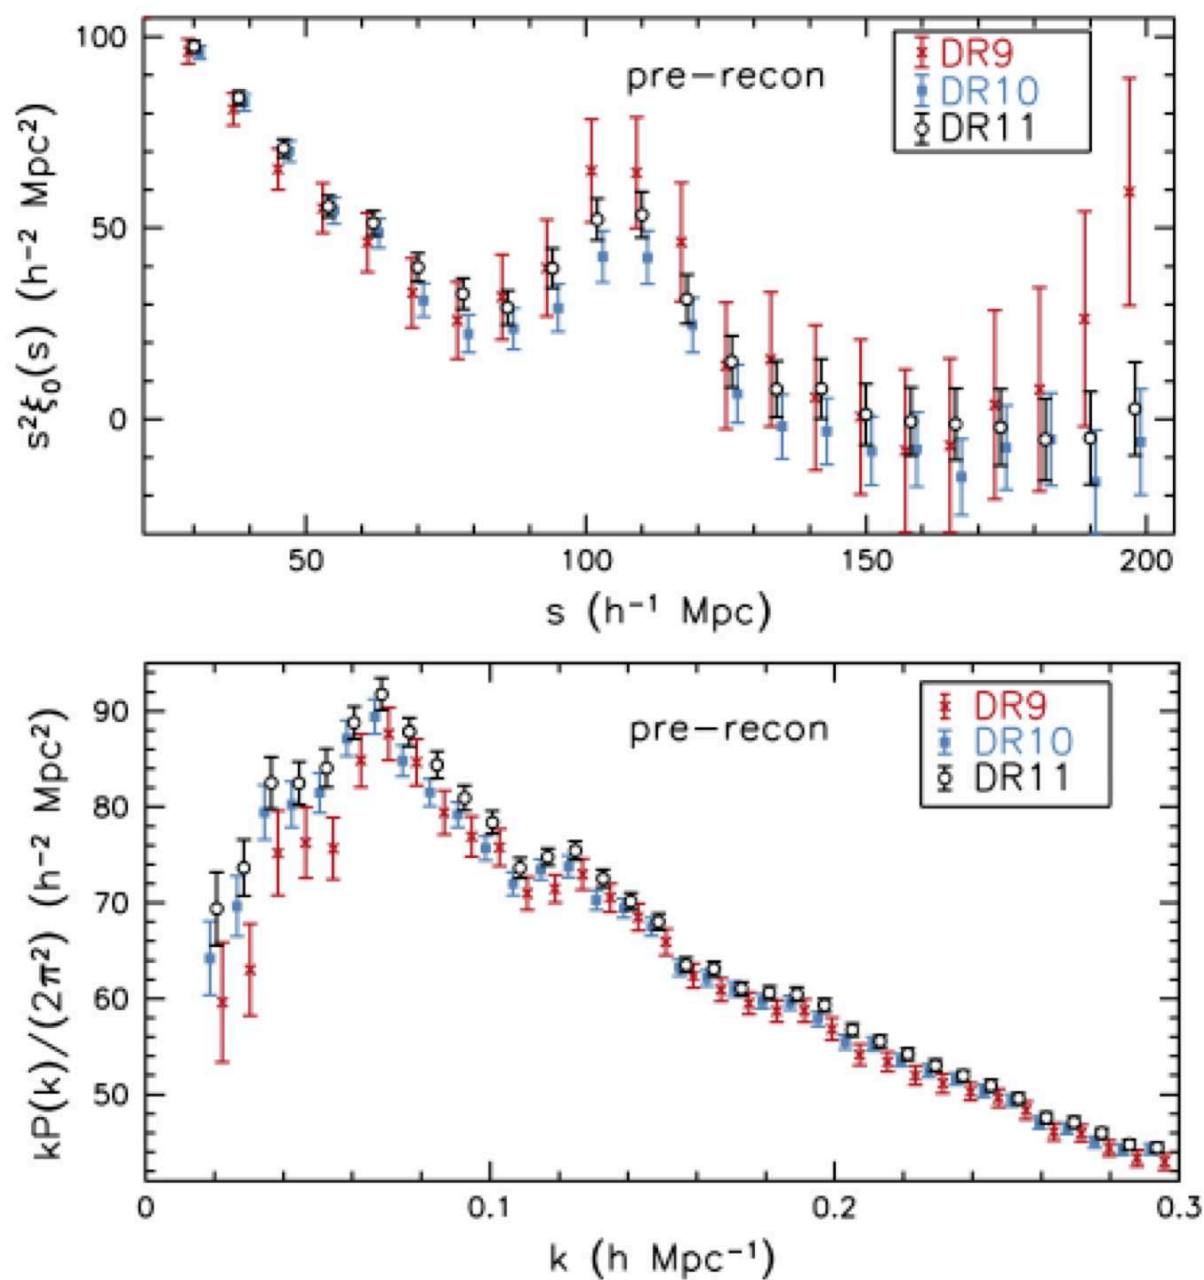 100
50
0
s²ξ₀(s) (h⁻² Mpc²)
pre-recon
DR9
DR10
DR11
50 100 150 200
s (h⁻¹ Mpc)
90
80
70
60
50
kP(k)/(2π²) (h⁻² Mpc²)
pre-recon
DR9
DR10
DR11
0 0.1 0.2 0.3
k (h Mpc⁻¹)